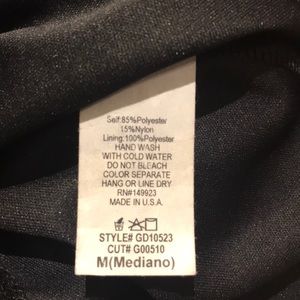 Self:85%Polyester
15%Nylon
Lining:100%Polyester
HAND WASH
WITH COLD WATER
DO NOT BLEACH
COLOR SEPARATE
HANG OR LINE DRY
RN#149923
MADE IN U.S.A.
STYLE# GD10523
CUT# G00510
M(Mediano)